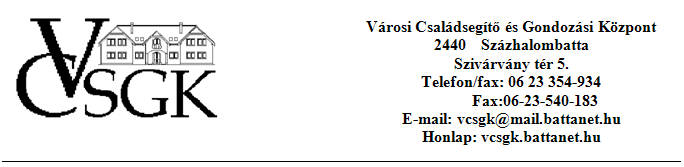 VCSGK
Városi Családsegítő és Gondozási Központ
2440 Százhalombatta
Szivárvány tér 5.
Telefon/fax: 06 23 354-934
Fax:06-23-540-183
E-mail: vcsgk@mail.battanet.hu
Honlap: vcsgk.battanet.hu